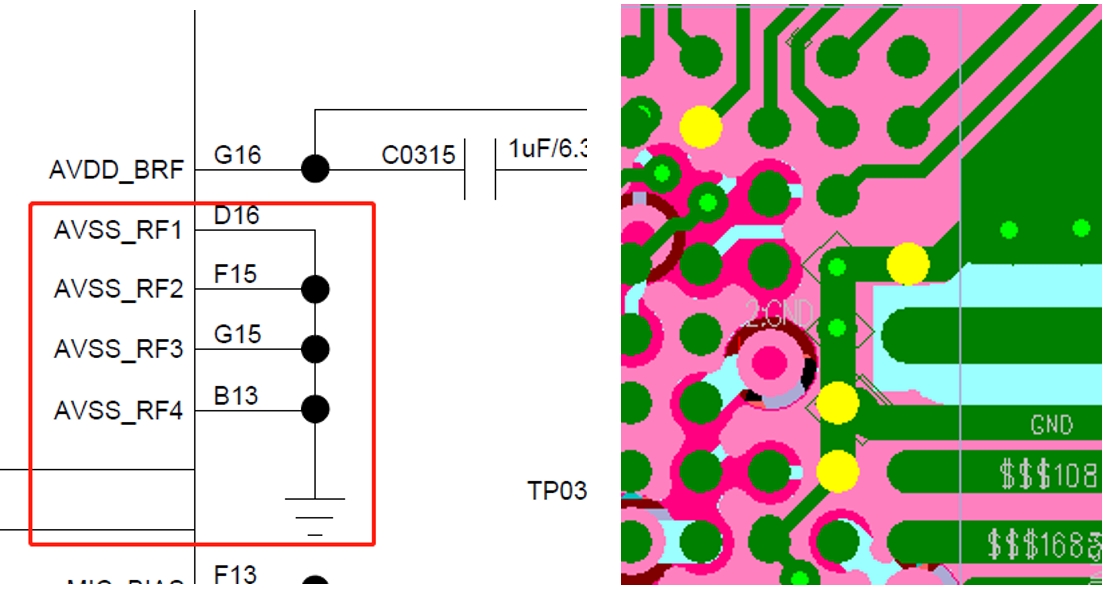 AVDD_BRF G16 C0315 1uF/6.3
AVSS_RF1 D16
AVSS_RF2 F15
AVSS_RF3 G15
AVSS_RF4 B13
TP03
F13
2:GND
GND
$$$108
$$$168